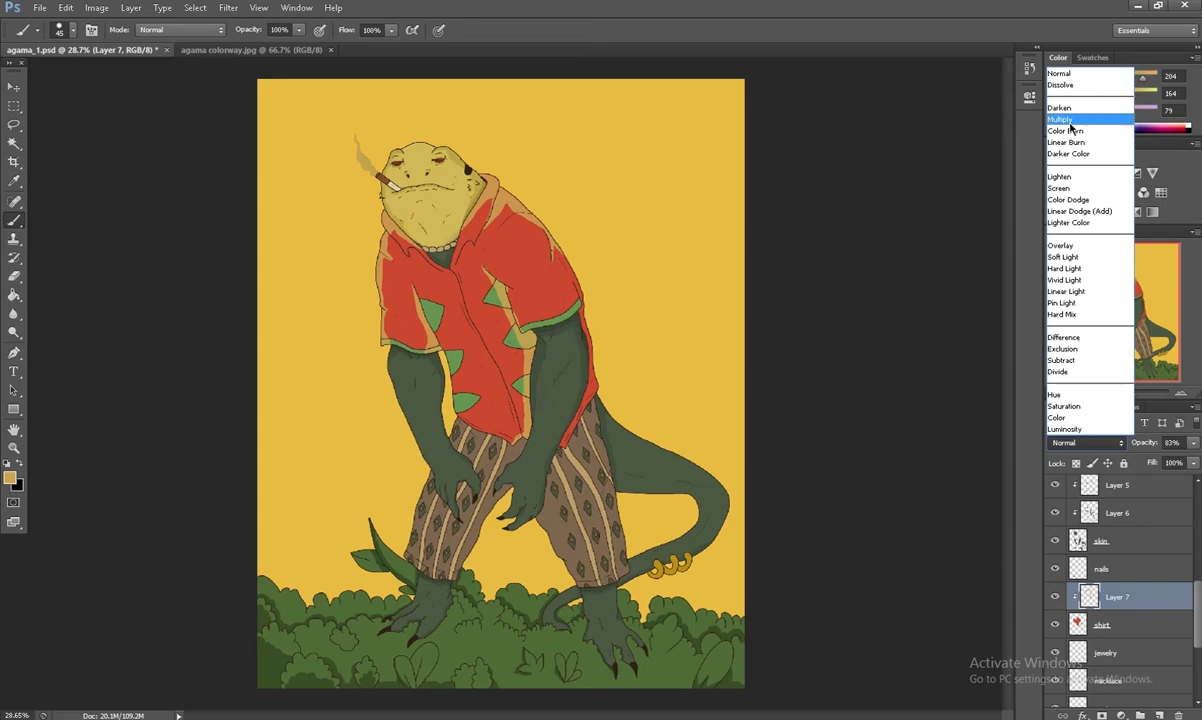 Ps File Edit Image Layer Type Select Filter View Window Help
45 Mode: Normal Opacity: 100% Flow: 100% Essentials
agama_1.psd @ 28.7% (Layer 7, RGB/8) * × agama colorway.jpg @ 66.7% (RGB/8) ×
Color Swatches
Normal
204
Dissolve
164
Darken
79
Multiply
Color Burn
Linear Burn
Darker Color
Lighten
Screen
Color Dodge
Linear Dodge (Add)
Lighter Color
Overlay
Soft Light
Hard Light
Vivid Light
Linear Light
Pin Light
Hard Mix
Difference
Exclusion
Subtract
Divide
Hue
Saturation
Color
Luminosity
Normal Opacity: 83%
Lock: Fill: 100%
Layer 5
Layer 6
skin
nails
Layer 7
shirt
jewelry
Activate Windows
Go to PC settings to activate Windows.
necklace
28.65% Doc: 20.1M/109.2M